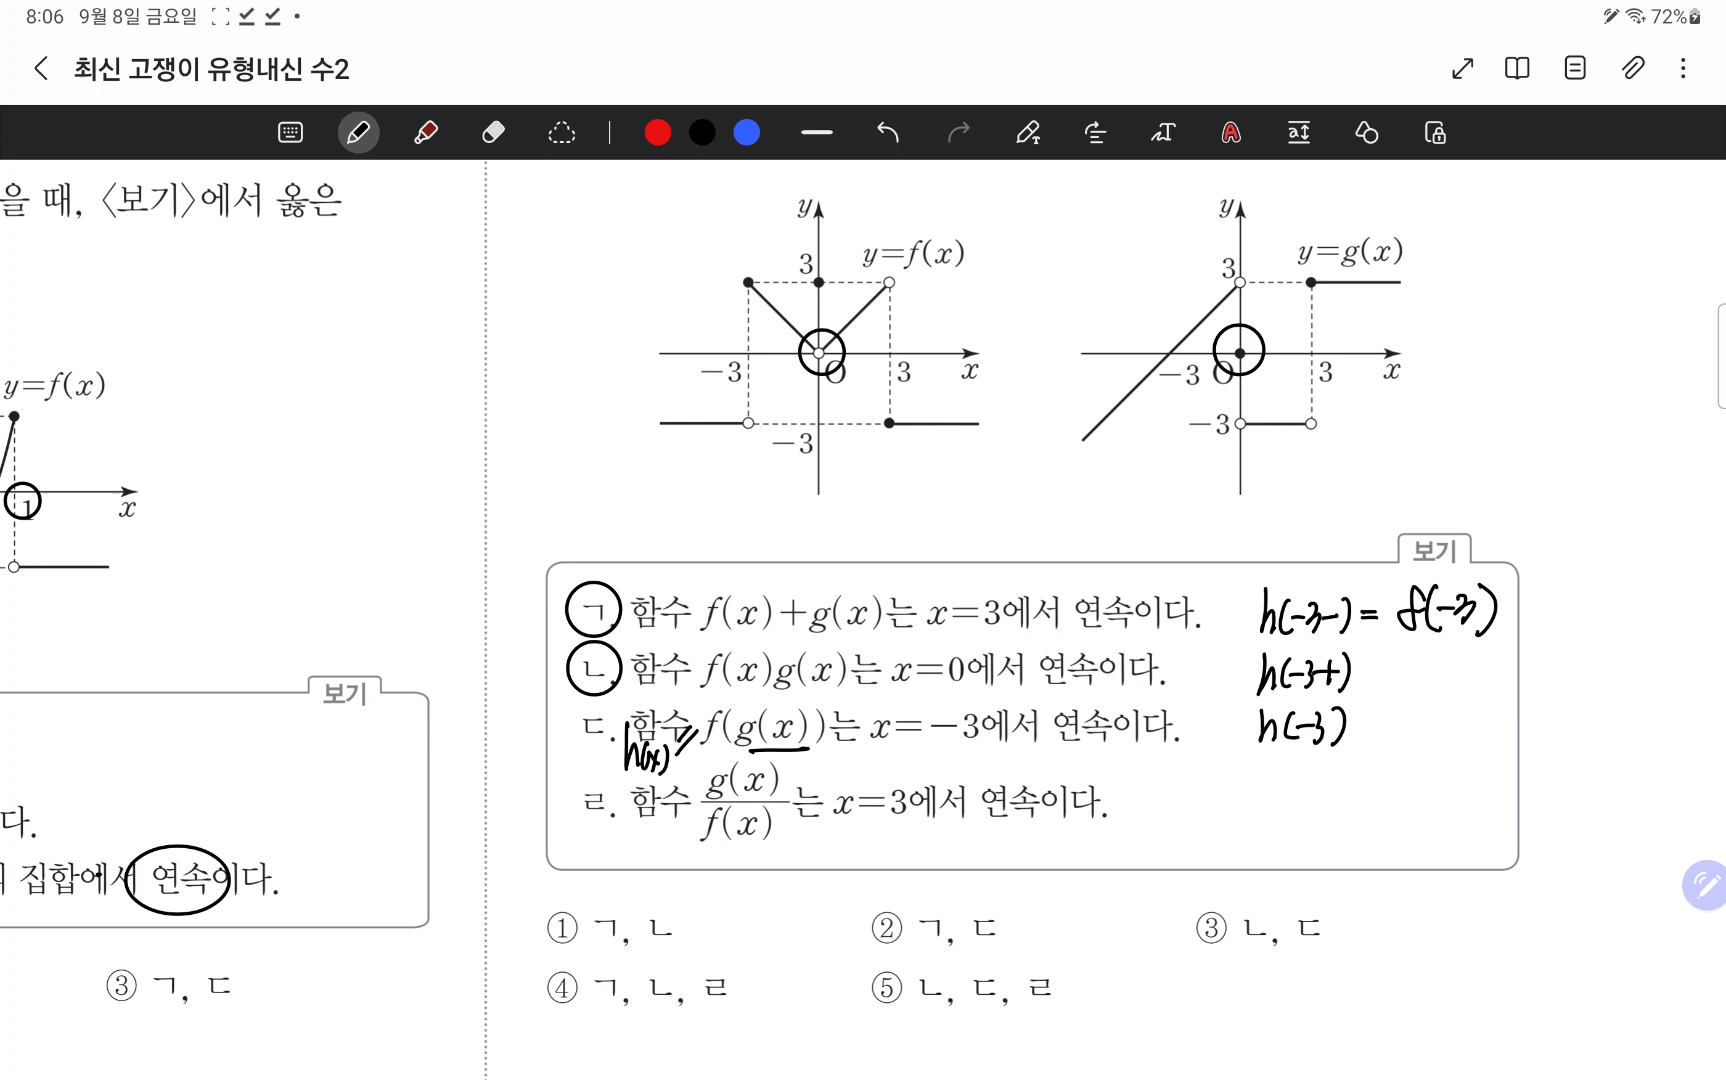 8:06 9월 8일 금요일
72%
최신 고쟁이 유형내신 수2
을 때, 〈보기〉에서 옳은
y=f(x)
1
x
보기
다.
집합에서 연속이다.
③ ㄱ, ㄷ
y
3
y=f(x)
-3
O
3
x
-3
y
3
y=g(x)
-3
O
3
x
-3
보기
ㄱ. 함수 f(x)+g(x)는 x=3에서 연속이다. h(-3-)= f(-3)
ㄴ. 함수 f(x)g(x)는 x=0에서 연속이다. h(-3+)
ㄷ. 함수 f(g(x))는 x=-3에서 연속이다. h(-3)
h(x)
ㄹ. 함수 g(x)/f(x)는 x=3에서 연속이다.
① ㄱ, ㄴ ② ㄱ, ㄷ ③ ㄴ, ㄷ
④ ㄱ, ㄴ, ㄹ ⑤ ㄴ, ㄷ, ㄹ